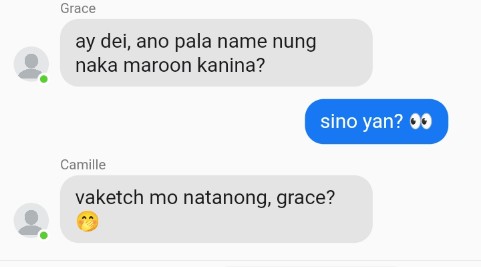 Grace
ay dei, ano pala name nung
naka maroon kanina?
sino yan? 👀
Camille
vaketch mo natanong, grace?
🤭